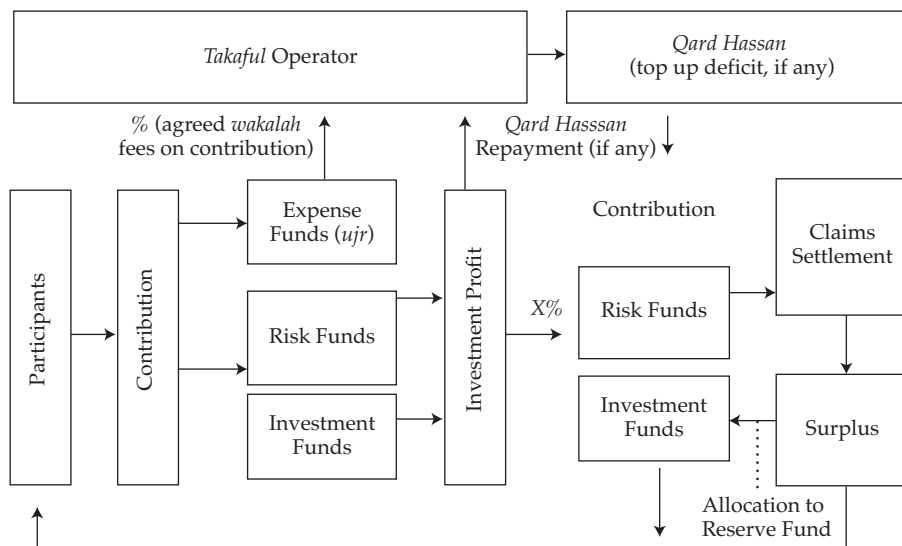 Takaful Operator
Qard Hassan
(top up deficit, if any)
% (agreed wakalah
fees on contribution)
Qard Hasssan
Repayment (if any)
Participants
Contribution
Expense
Funds (ujr)
Risk Funds
Investment
Funds
Investment Profit
X%
Contribution
Risk Funds
Investment
Funds
Claims
Settlement
Surplus
Allocation to
Reserve Fund